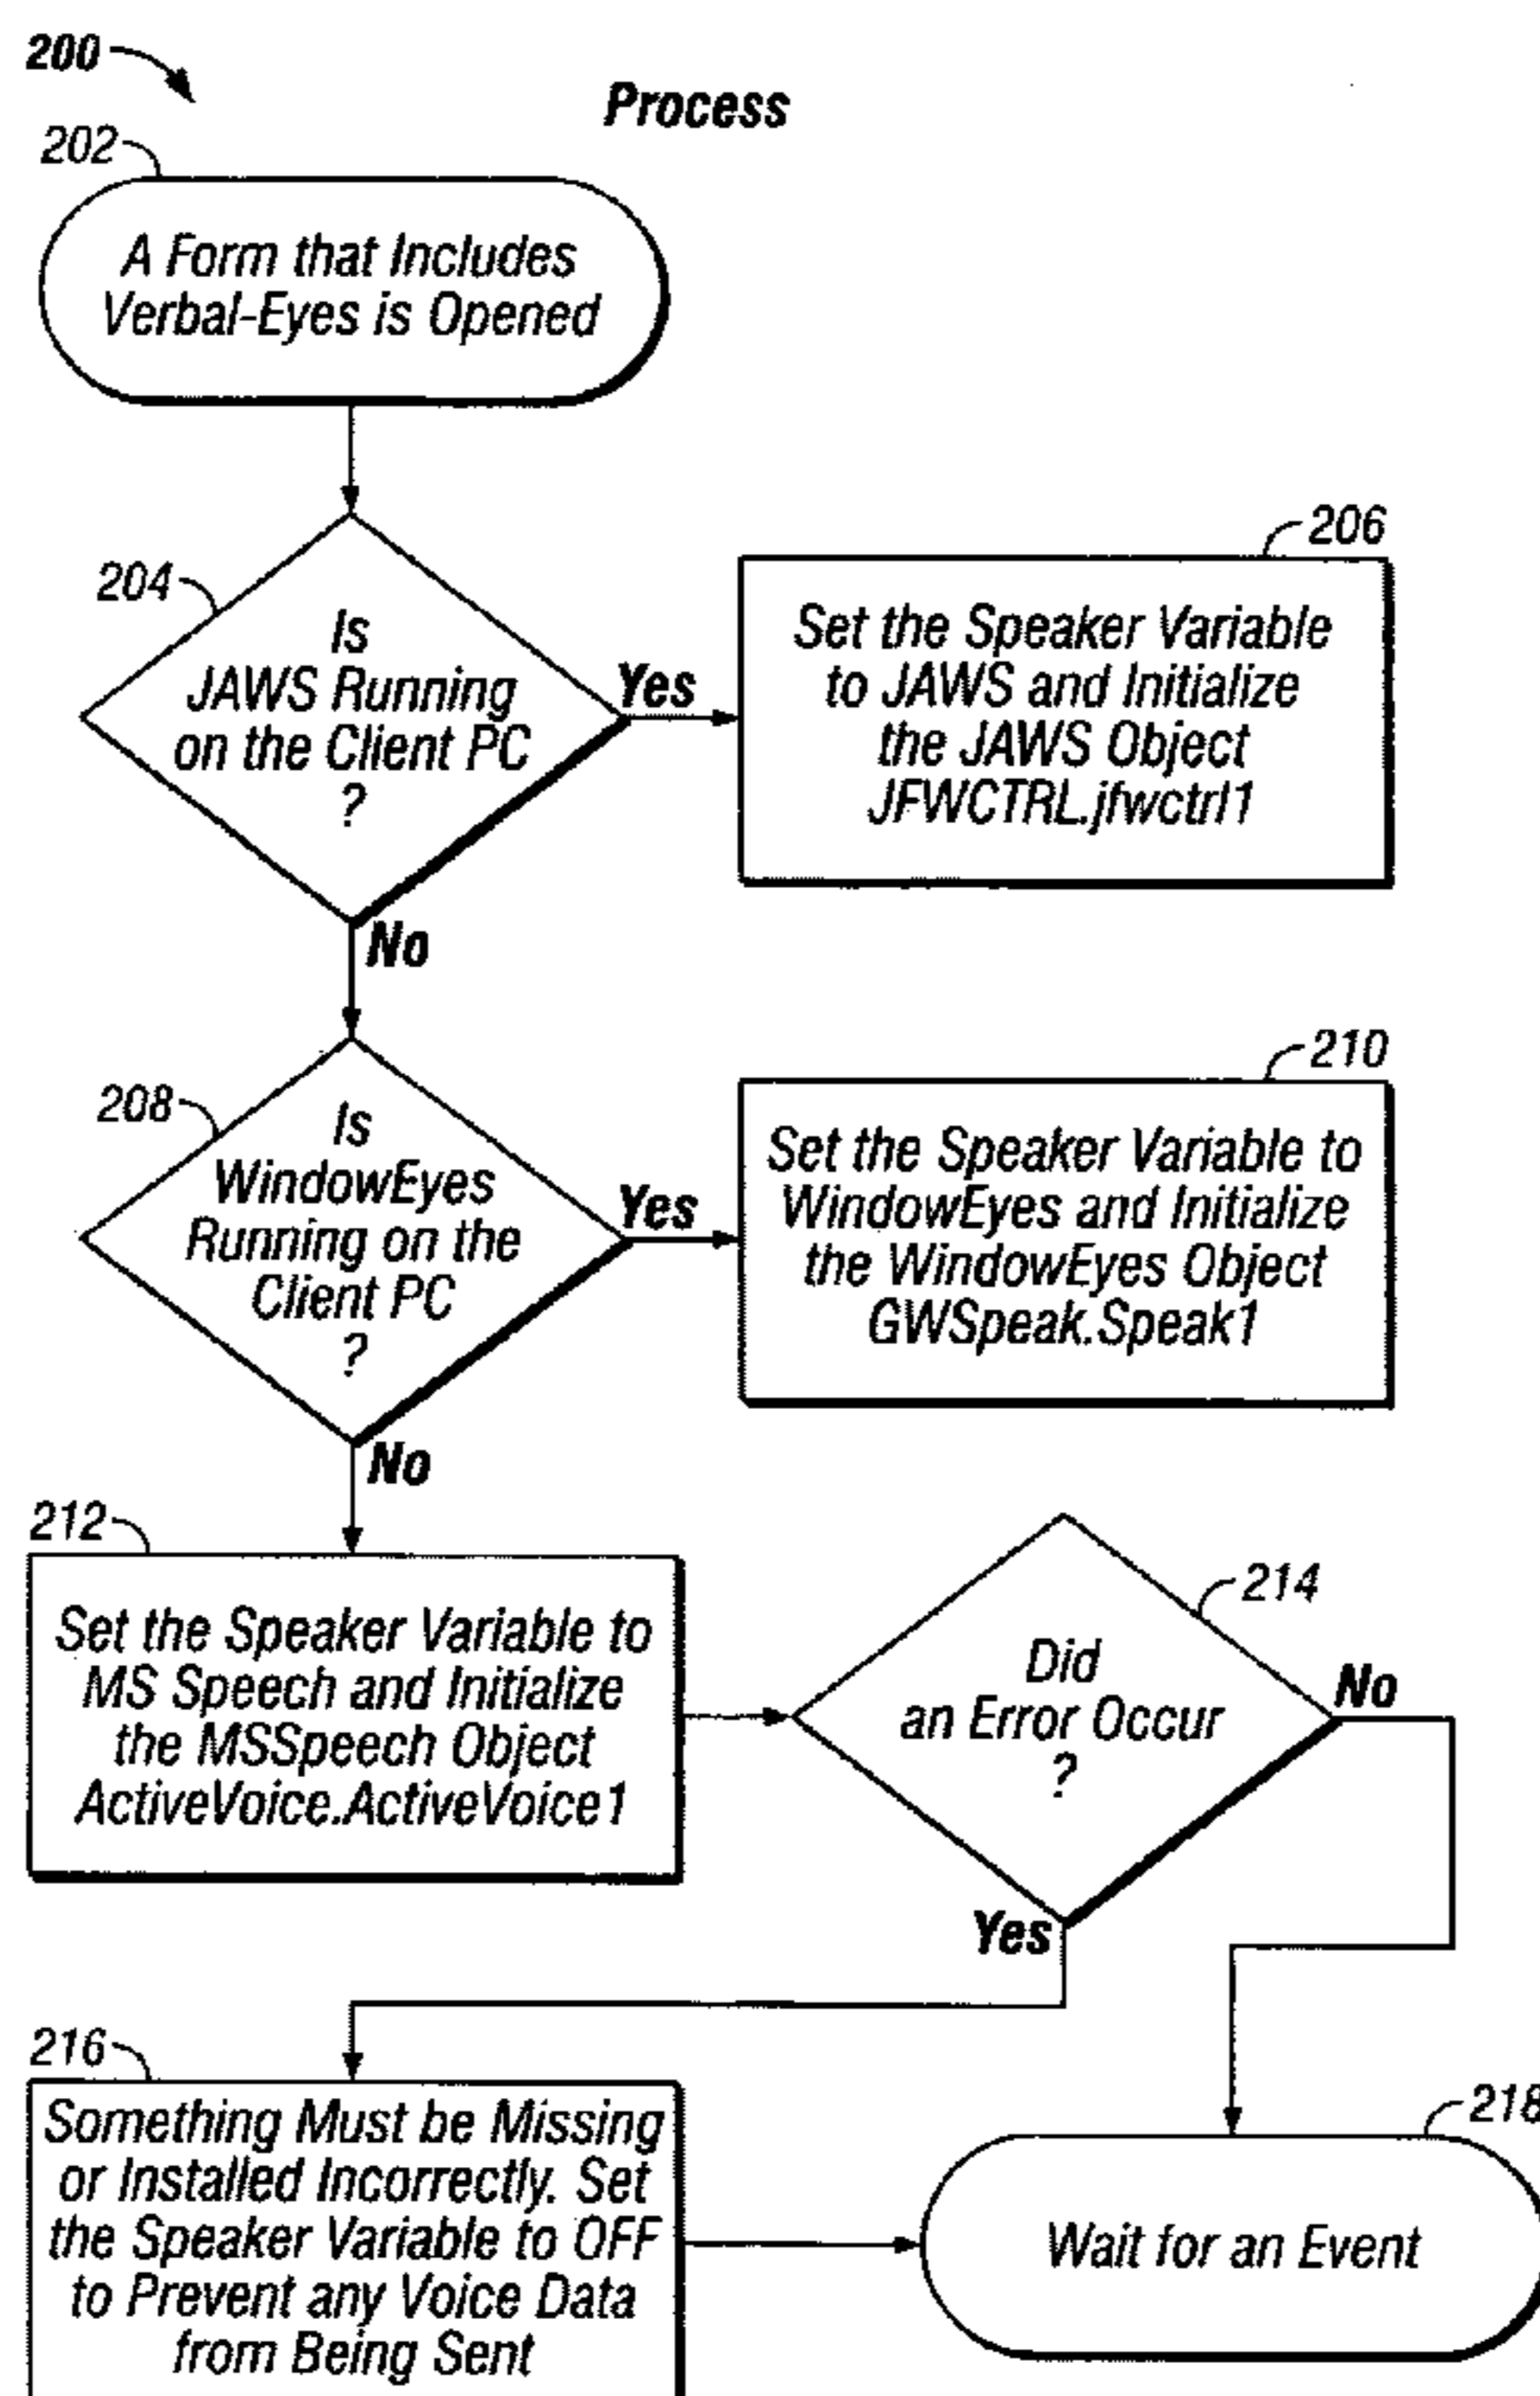 200
Process
202
A Form that Includes
Verbal-Eyes is Opened
204
Is
JAWS Running
on the Client PC
?
Yes
No
206
Set the Speaker Variable
to JAWS and Initialize
the JAWS Object
JFWCTRL.jfwctrl1
208
Is
WindowEyes
Running on the
Client PC
?
Yes
No
210
Set the Speaker Variable to
WindowEyes and Initialize
the WindowEyes Object
GWSpeak.Speak1
212
Set the Speaker Variable to
MS Speech and Initialize
the MSSpeech Object
ActiveVoice.ActiveVoice1
214
Did
an Error Occur
?
No
Yes
216
Something Must be Missing
or Installed Incorrectly. Set
the Speaker Variable to OFF
to Prevent any Voice Data
from Being Sent
218
Wait for an Event